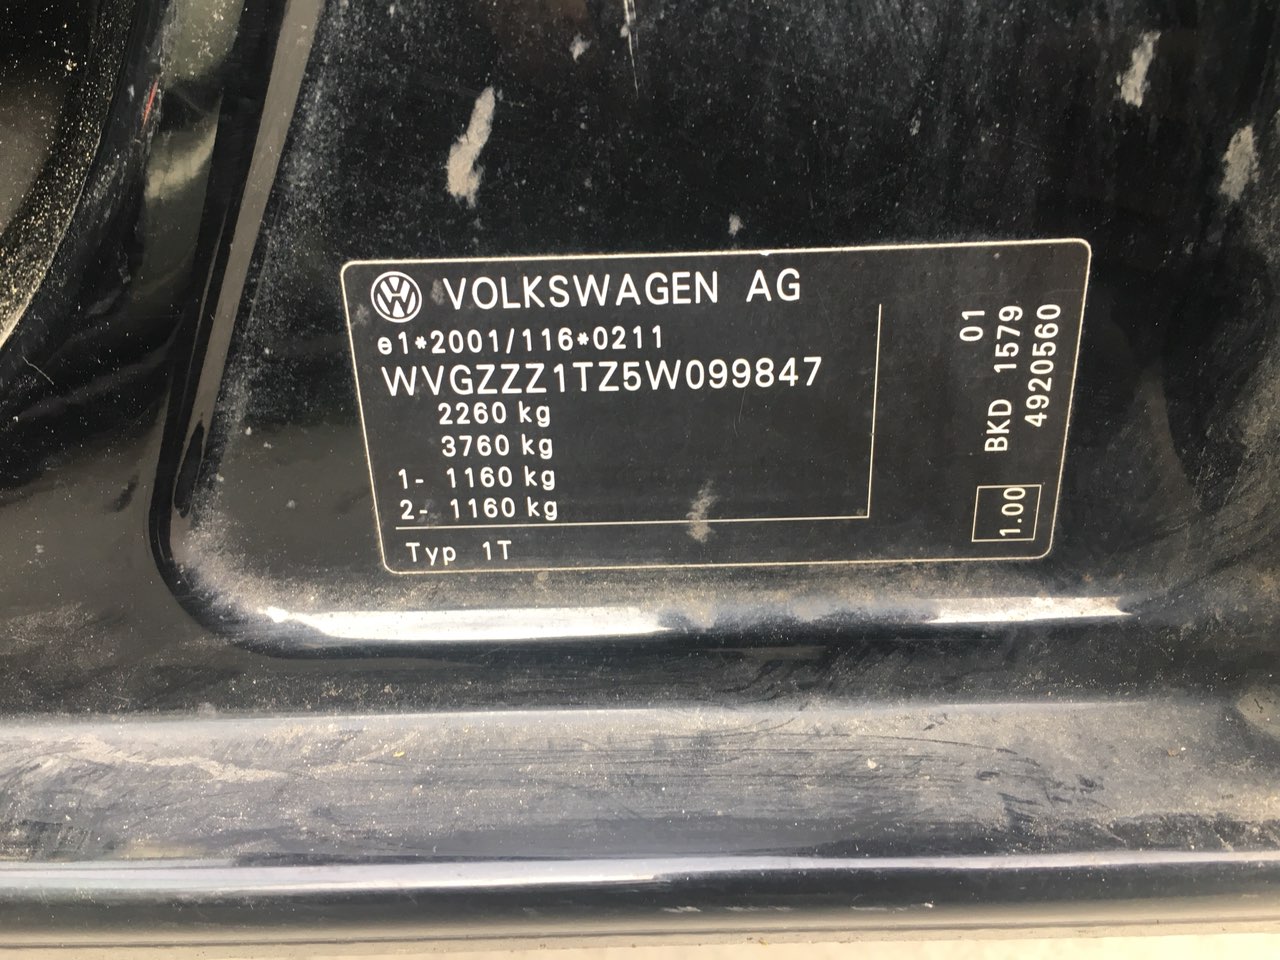 VOLKSWAGEN AG
e1*2001/116*0211
WVGZZZ1TZ5W099847
2260 kg
3760 kg
1- 1160 kg
2- 1160 kg
Typ 1T
01
BKD 1579
4920560
1.00